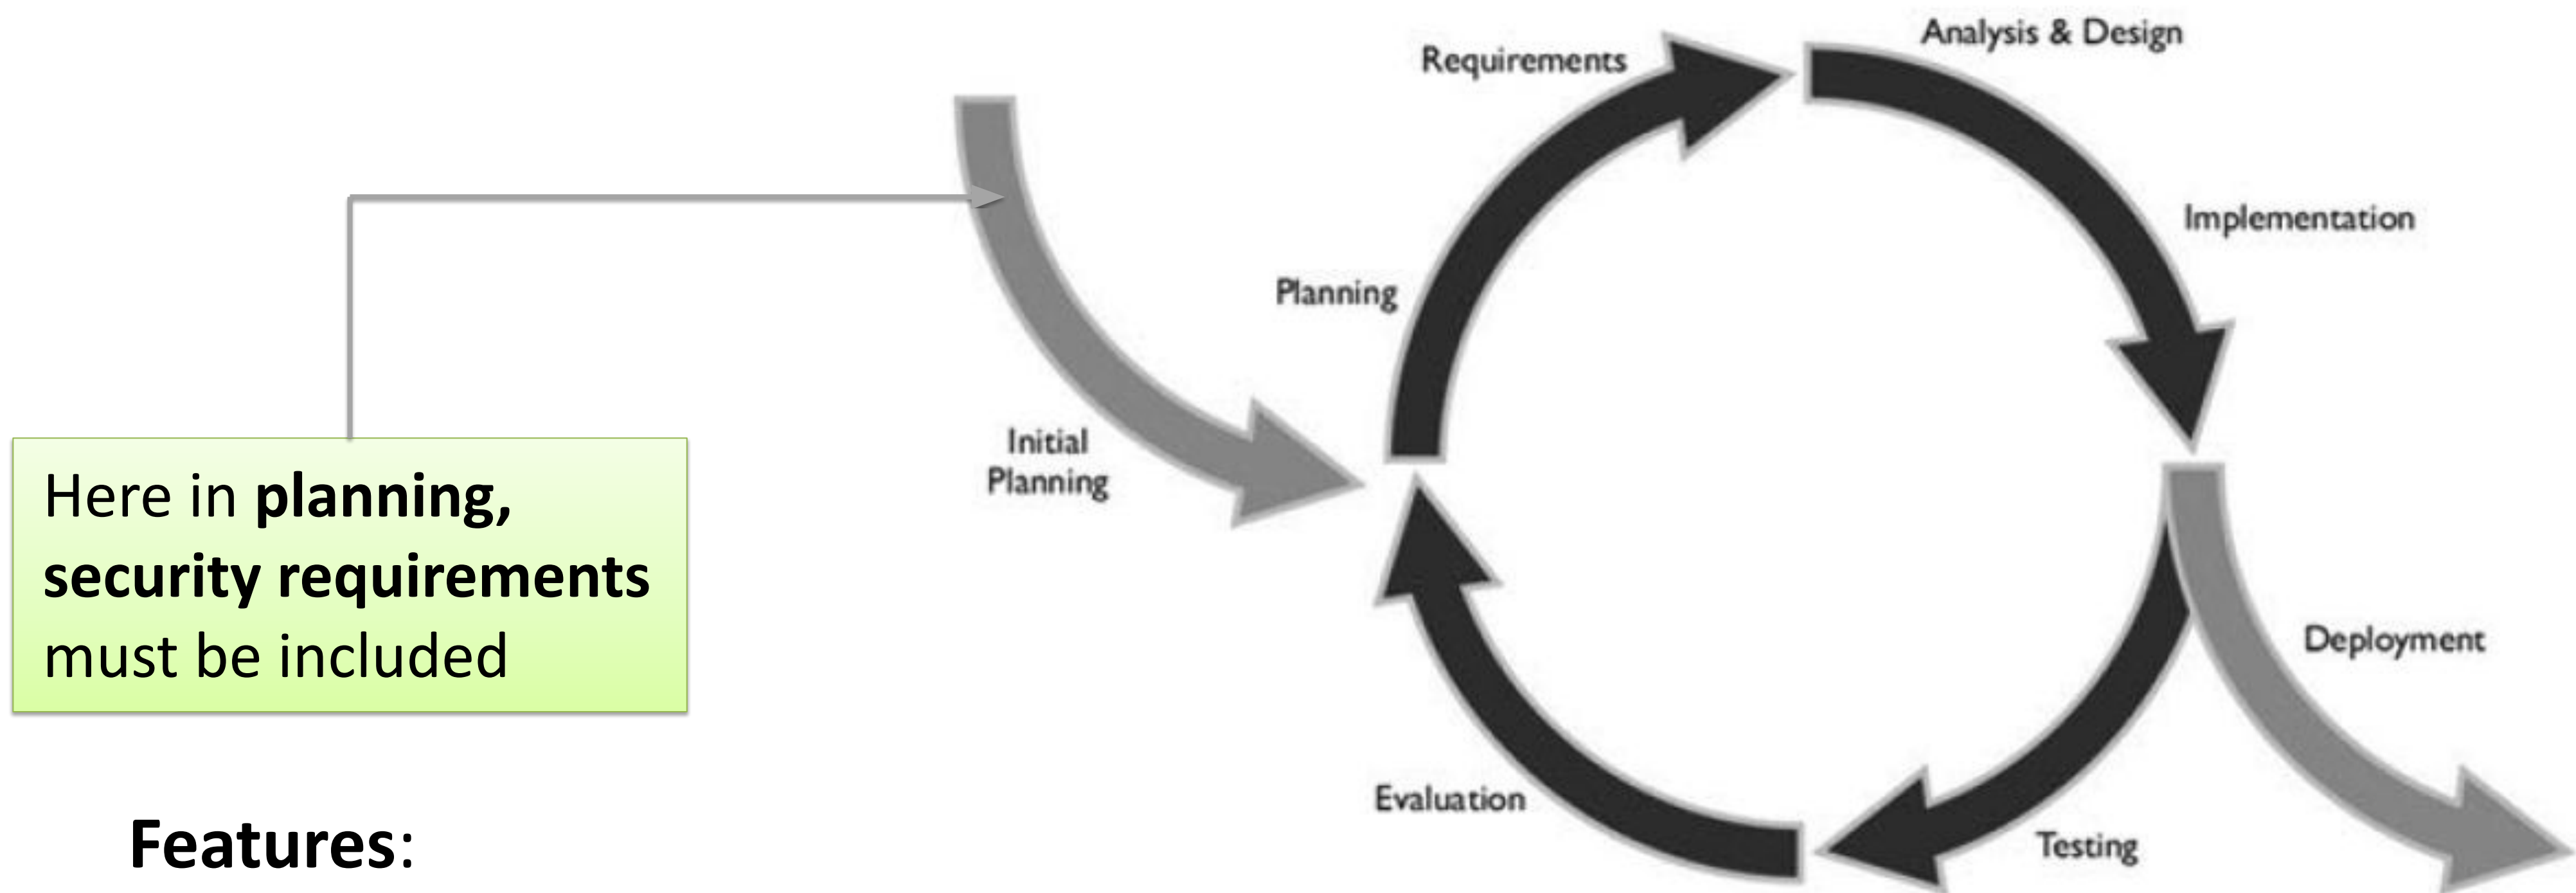 Analysis & Design
Requirements
Implementation
Planning
Initial
Planning
Here in planning,
security requirements
must be included
Deployment
Evaluation
Testing
Features: